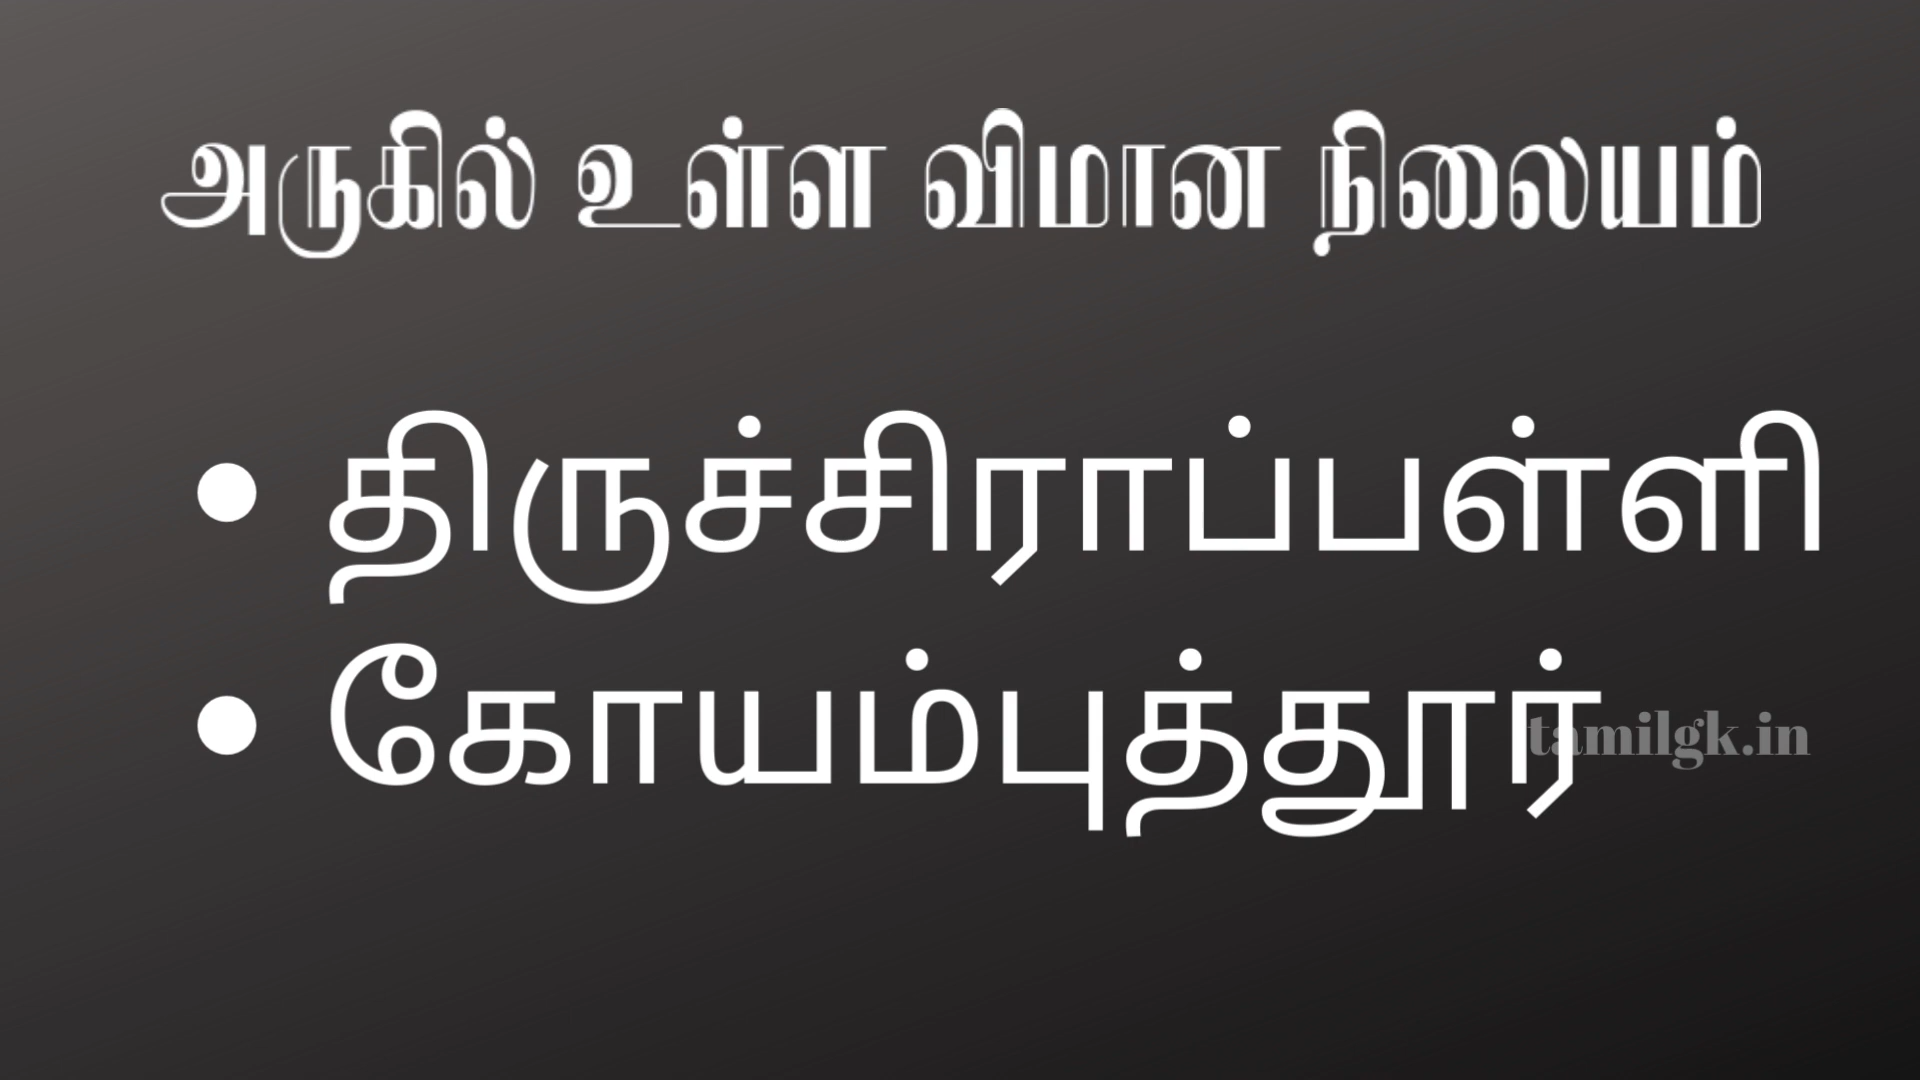 அருகில் உள்ள விமான நிலையம்
• திருச்சிராப்பள்ளி
• கோயம்புத்தூர்
tamilgk.in